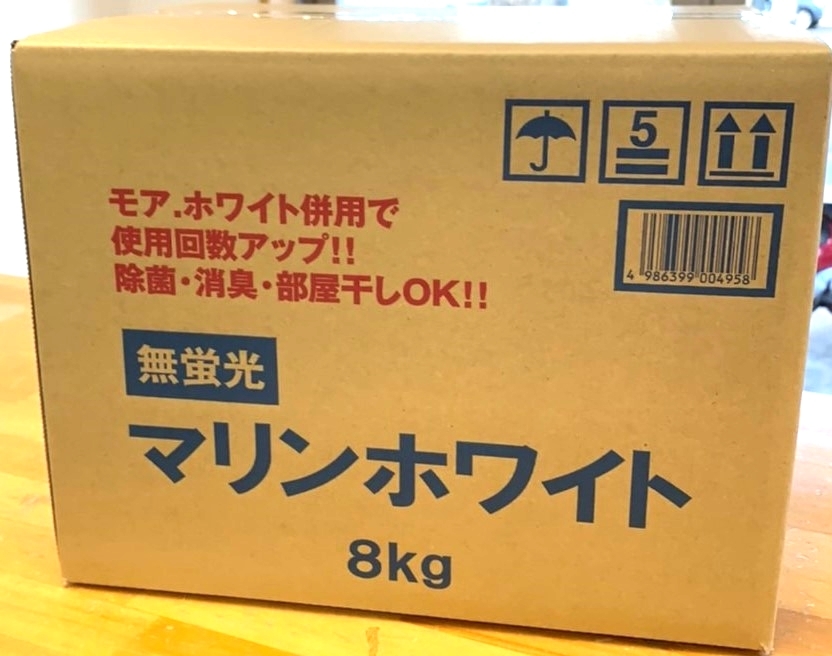 5
4 986399 004958
モア.ホワイト併用で
使用回数アップ!!
除菌・消臭・部屋干しOK!!
無蛍光
マリンホワイト
8kg